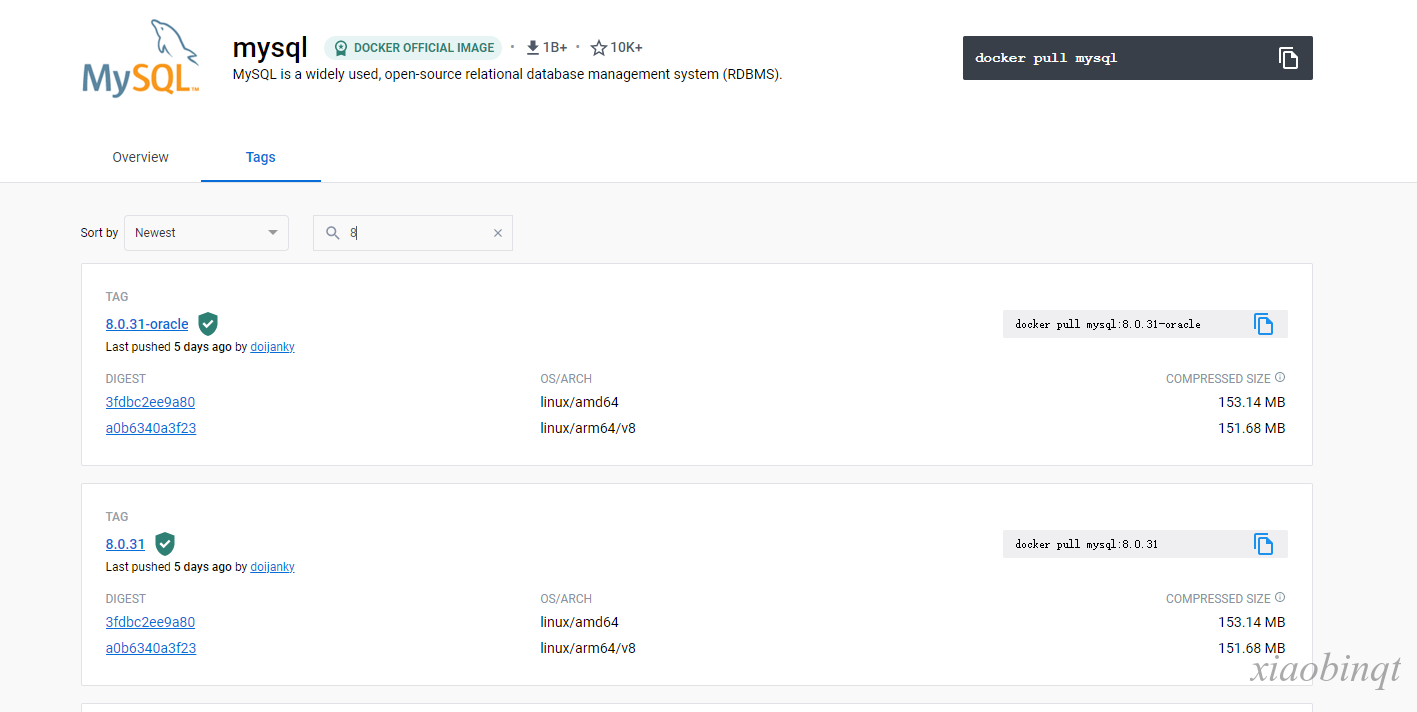 MySQL™
mysql DOCKER OFFICIAL IMAGE • 1B+ • 10K+
MySQL is a widely used, open-source relational database management system (RDBMS).
docker pull mysql
Overview Tags
Sort by Newest 8
TAG
8.0.31-oracle
docker pull mysql:8.0.31-oracle
Last pushed 5 days ago by doijanky
DIGEST OS/ARCH COMPRESSED SIZE
3fdbc2ee9a80 linux/amd64 153.14 MB
a0b6340a3f23 linux/arm64/v8 151.68 MB
TAG
8.0.31
docker pull mysql:8.0.31
Last pushed 5 days ago by doijanky
DIGEST OS/ARCH COMPRESSED SIZE
3fdbc2ee9a80 linux/amd64 153.14 MB
a0b6340a3f23 linux/arm64/v8 151.68 MB
xiaobinqt